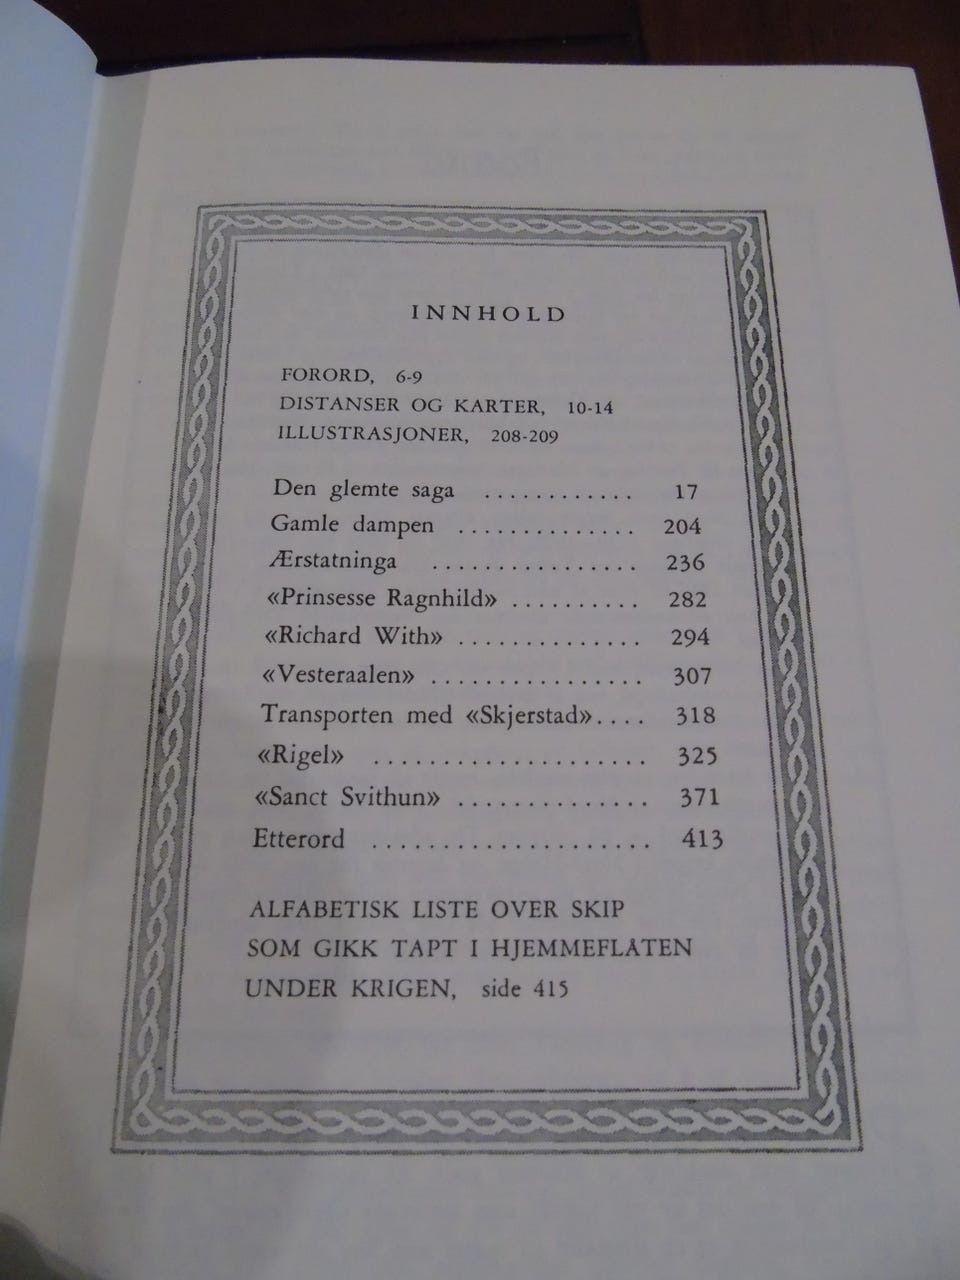 INNHOLD
FORORD, 6-9
DISTANSER OG KARTER, 10-14
ILLUSTRASJONER, 208-209
Den glemte saga ............ 17
Gamle dampen .............. 204
Ærstatninga ................ 236
«Prinsesse Ragnhild» .......... 282
«Richard With» .............. 294
«Vesteraalen» ................ 307
Transporten med «Skjerstad».... 318
«Rigel» .................... 325
«Sanct Svithun» .............. 371
Etterord .................... 413
ALFABETISK LISTE OVER SKIP
SOM GIKK TAPT I HJEMMEFLÅTEN
UNDER KRIGEN, side 415